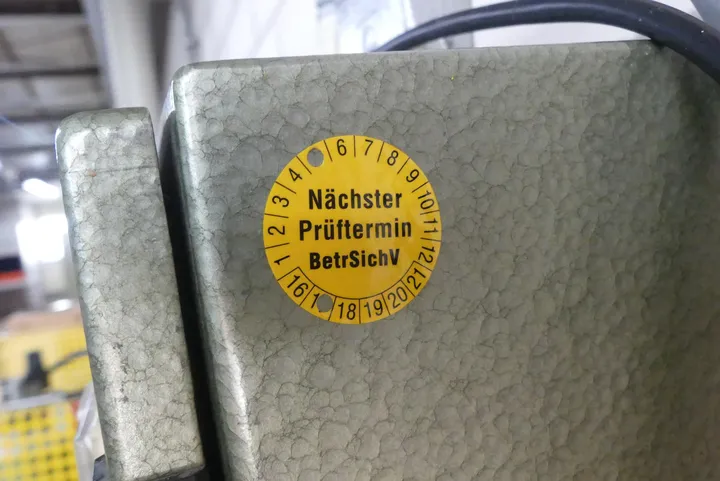 1 2 3 4 6 7 8 9 10 11 12
Nächster
Prüftermin
BetrSichV
16 1 18 19 20 21